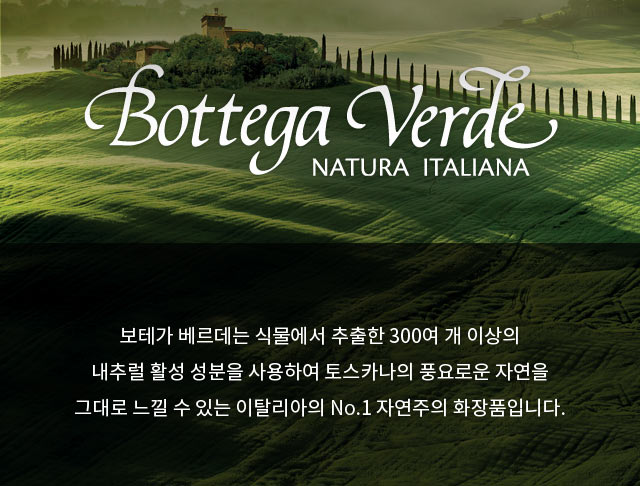 Bottega Verde
NATURA ITALIANA
보테가 베르데는 식물에서 추출한 300여 개 이상의
내추럴 활성 성분을 사용하여 토스카나의 풍요로운 자연을
그대로 느낄 수 있는 이탈리아의 No.1 자연주의 화장품입니다.